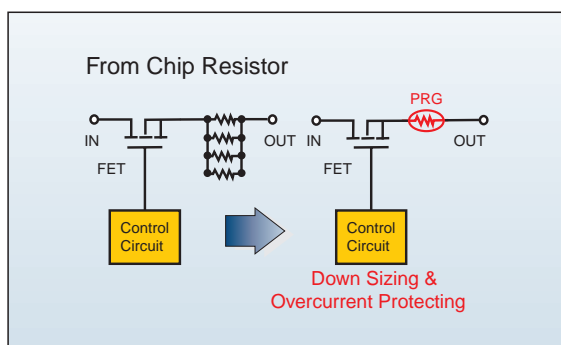 From Chip Resistor
IN
FET
OUT
Control
Circuit
PRG
IN
FET
OUT
Control
Circuit
Down Sizing &
Overcurrent Protecting